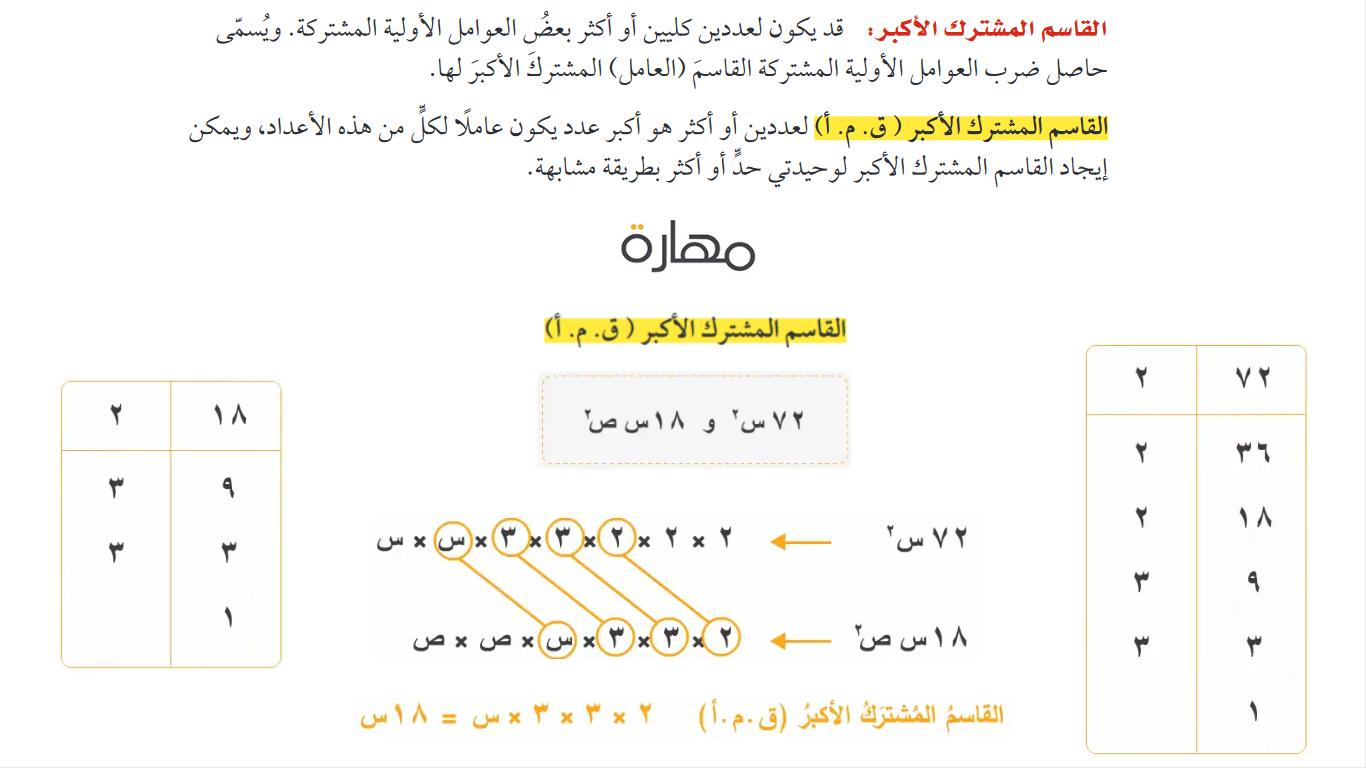 القاسم المشترك الأكبر: قد يكون لعددين كليين أو أكثر بعضُ العوامل الأولية المشتركة. ويُسمّى
حاصل ضرب العوامل الأولية المشتركة القاسمَ (العامل) المشتركَ الأكبرَ لها.
القاسم المشترك الأكبر ( ق. م. أ) لعددين أو أكثر هو أكبر عدد يكون عاملًا لكلٍّ من هذه الأعداد، ويمكن
إيجاد القاسم المشترك الأكبر لوحيدتي حدٍّ أو أكثر بطريقة مشابهة.
مهارة
القاسم المشترك الأكبر ( ق. م. أ)
٧٢ س٢ و ١٨ س ص٢
٧٢ ٢
٣٦ ٢
١٨ ٢
٩ ٣
٣ ٣
١
٧٢ س٢ ← ٢ × ٢ × ٢ × ٣ × ٣ × س × س
١٨ س ص٢ ← ٢ × ٣ × ٣ × س × ص × ص
القاسمُ المُشتَركُ الأكبرُ (ق.م.أ) ٢ × ٣ × ٣ × س = ١٨ س
١٨ ٢
٩ ٣
٣ ٣
١